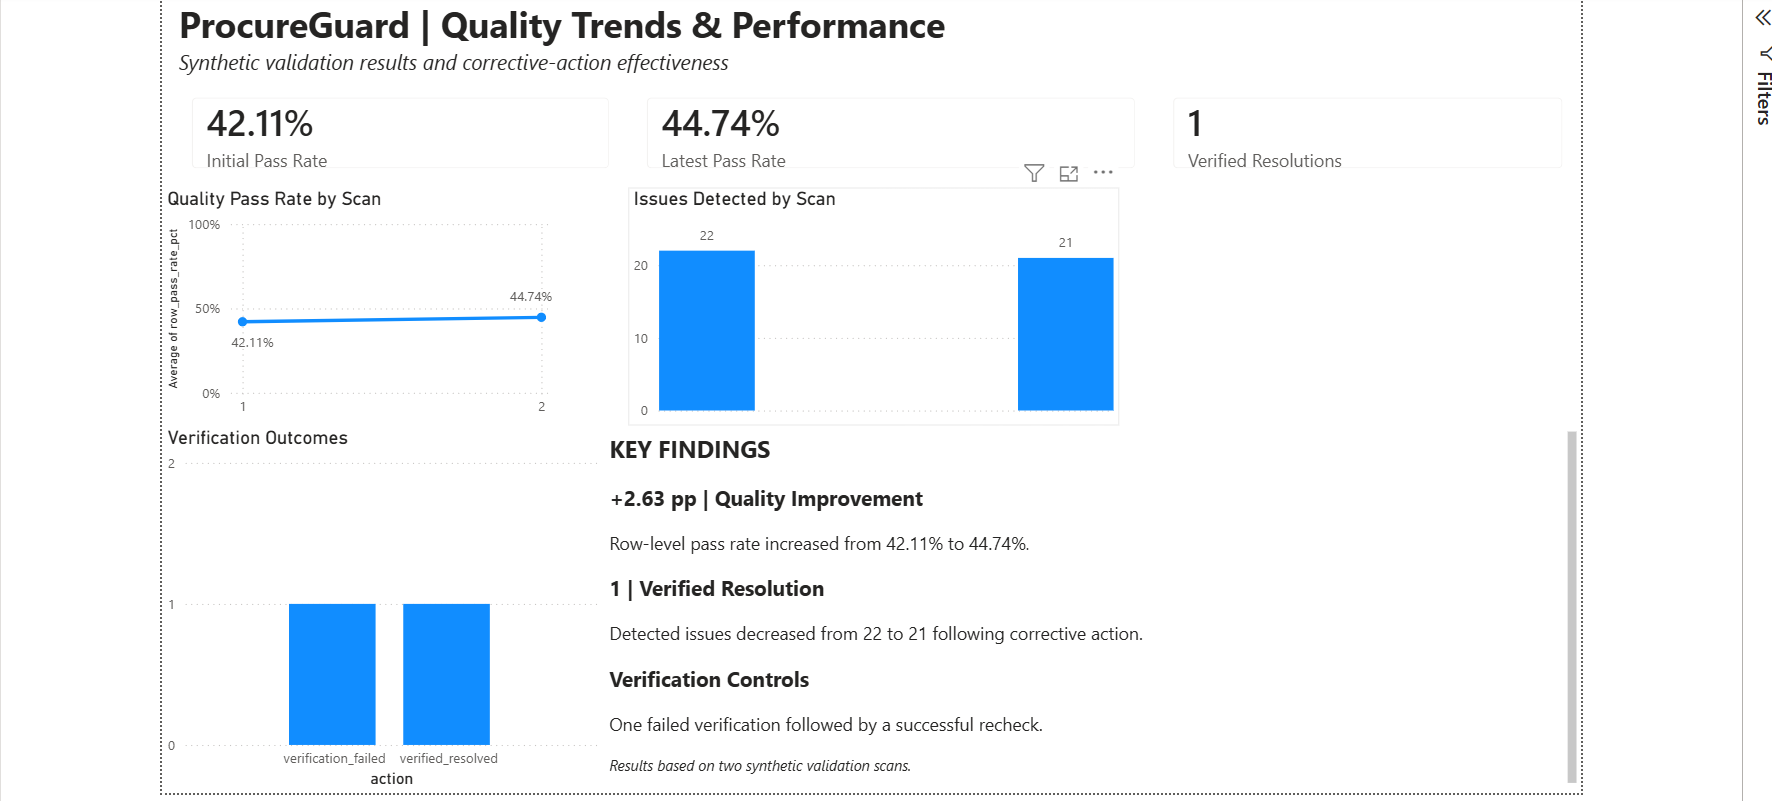 ProcureGuard | Quality Trends & Performance
Synthetic validation results and corrective-action effectiveness
42.11%
Initial Pass Rate
44.74%
Latest Pass Rate
1
Verified Resolutions
Filters
Quality Pass Rate by Scan
Average of row_pass_rate_pct
100%
50%
0%
42.11%
44.74%
1
2
Issues Detected by Scan
20
10
0
22
21
Verification Outcomes
2
1
0
verification_failed
verified_resolved
action
KEY FINDINGS
+2.63 pp | Quality Improvement
Row-level pass rate increased from 42.11% to 44.74%.
1 | Verified Resolution
Detected issues decreased from 22 to 21 following corrective action.
Verification Controls
One failed verification followed by a successful recheck.
Results based on two synthetic validation scans.